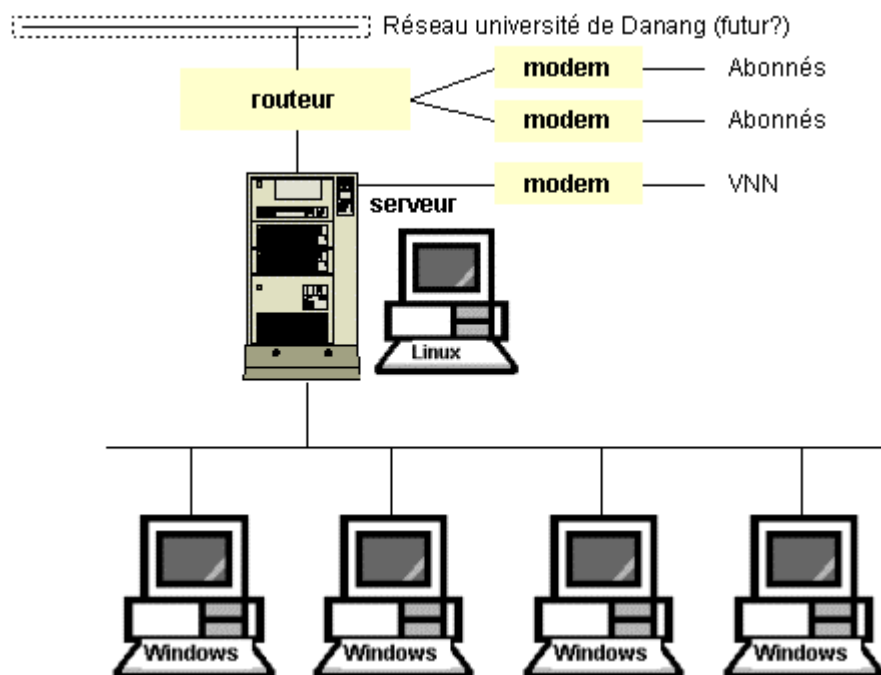 Réseau université de Danang (futur?)
modem
Abonnés
routeur
modem
Abonnés
modem
VNN
serveur
Linux
Windows
Windows
Windows
Windows